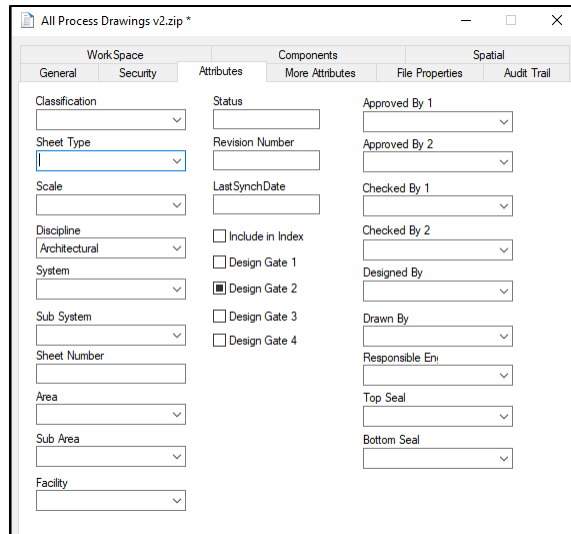 All Process Drawings v2.zip *
WorkSpace Components Spatial
General Security Attributes More Attributes File Properties Audit Trail
Classification
Sheet Type
Scale
Discipline
Architectural
System
Sub System
Sheet Number
Area
Sub Area
Facility
Status
Revision Number
LastSynchDate
Include in Index
Design Gate 1
Design Gate 2
Design Gate 3
Design Gate 4
Approved By 1
Approved By 2
Checked By 1
Checked By 2
Designed By
Drawn By
Responsible Eng
Top Seal
Bottom Seal